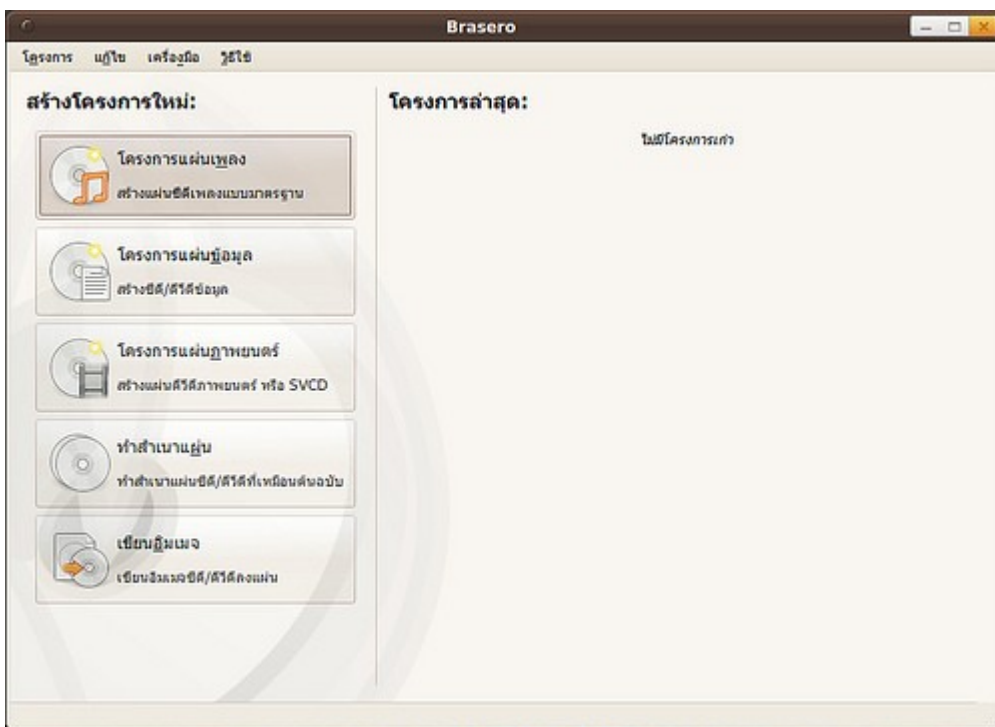 Brasero
โครงการ แก้ไข เครื่องมือ วิธีใช้
สร้างโครงการใหม่:
โครงการแผ่นเพลง
สร้างแผ่นซีดีเพลงแบบมาตรฐาน
โครงการแผ่นข้อมูล
สร้างซีดี/ดีวีดีข้อมูล
โครงการแผ่นภาพยนตร์
สร้างแผ่นดีวีดีภาพยนตร์ หรือ SVCD
ทำสำเนาแผ่น
ทำสำเนาแผ่นซีดี/ดีวีดีที่เหมือนต้นฉบับ
เขียนอิมเมจ
เขียนอิมเมจซีดี/ดีวีดีลงแผ่น
โครงการล่าสุด:
ไม่มีโครงการเก่า